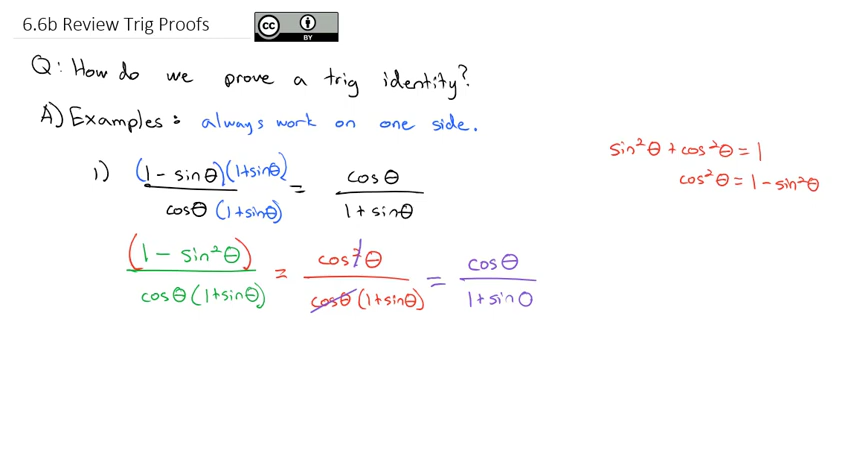 6.6b Review Trig Proofs
cc BY
Q: How do we prove a trig identity?
A) Examples: always work on one side.
sin²θ + cos²θ = 1
cos²θ = 1 − sin²θ
1) (1 − sinθ)(1+sinθ) / cosθ (1+sinθ) = cosθ / 1+sinθ
(1 − sin²θ) / cosθ (1+sinθ) = cos²θ / cosθ (1+sinθ) = cosθ / 1+sinθ